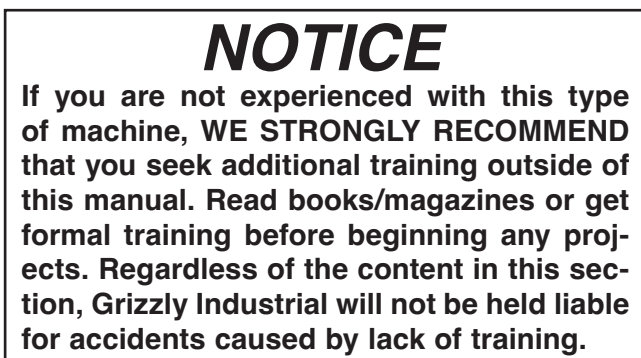 NOTICE
If you are not experienced with this type
of machine, WE STRONGLY RECOMMEND
that you seek additional training outside of
this manual. Read books/magazines or get
formal training before beginning any proj-
ects. Regardless of the content in this sec-
tion, Grizzly Industrial will not be held liable
for accidents caused by lack of training.